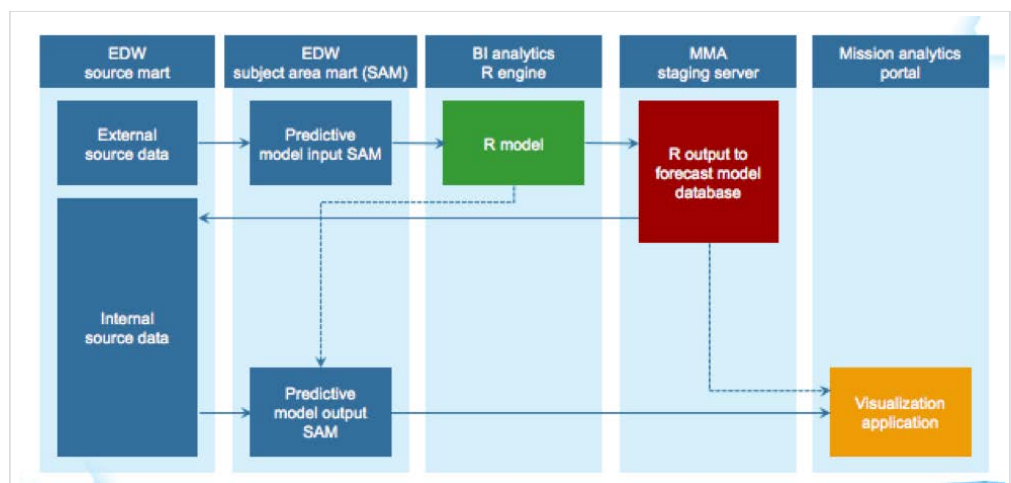 EDW
source mart
EDW
subject area mart (SAM)
BI analytics
R engine
MMA
staging server
Mission analytics
portal
External
source data
Predictive
model input SAM
R model
R output to
forecast model
database
Internal
source data
Predictive
model output
SAM
Visualization
application